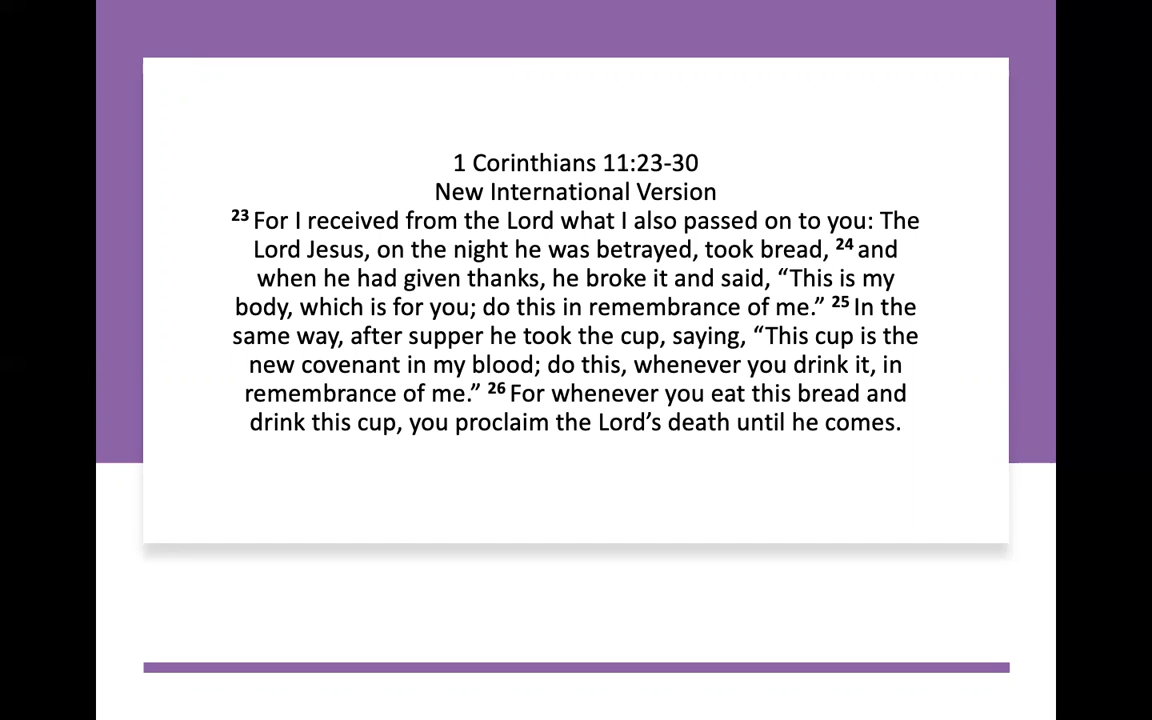 1 Corinthians 11:23-30
New International Version
23 For I received from the Lord what I also passed on to you: The
Lord Jesus, on the night he was betrayed, took bread, 24 and
when he had given thanks, he broke it and said, “This is my
body, which is for you; do this in remembrance of me.” 25 In the
same way, after supper he took the cup, saying, “This cup is the
new covenant in my blood; do this, whenever you drink it, in
remembrance of me.” 26 For whenever you eat this bread and
drink this cup, you proclaim the Lord’s death until he comes.